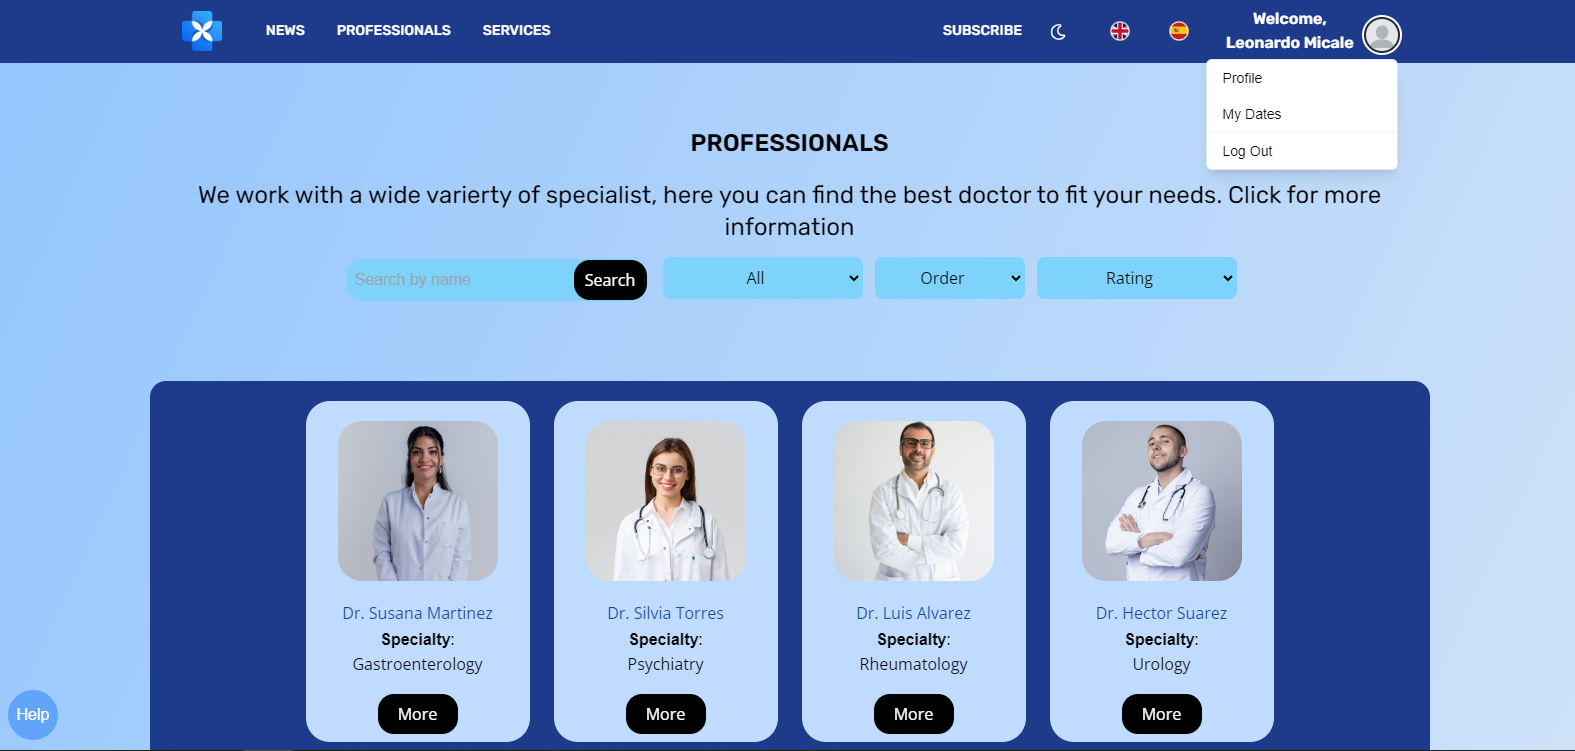 NEWS
PROFESSIONALS
SERVICES
SUBSCRIBE
Welcome,
Leonardo Micale
Profile
My Dates
Log Out
PROFESSIONALS
We work with a wide varierty of specialist, here you can find the best doctor to fit your needs. Click for more
information
Search by name
Search
All
Order
Rating
Dr. Susana Martinez
Specialty:
Gastroenterology
More
Dr. Silvia Torres
Specialty:
Psychiatry
More
Dr. Luis Alvarez
Specialty:
Rheumatology
More
Dr. Hector Suarez
Specialty:
Urology
More
Help